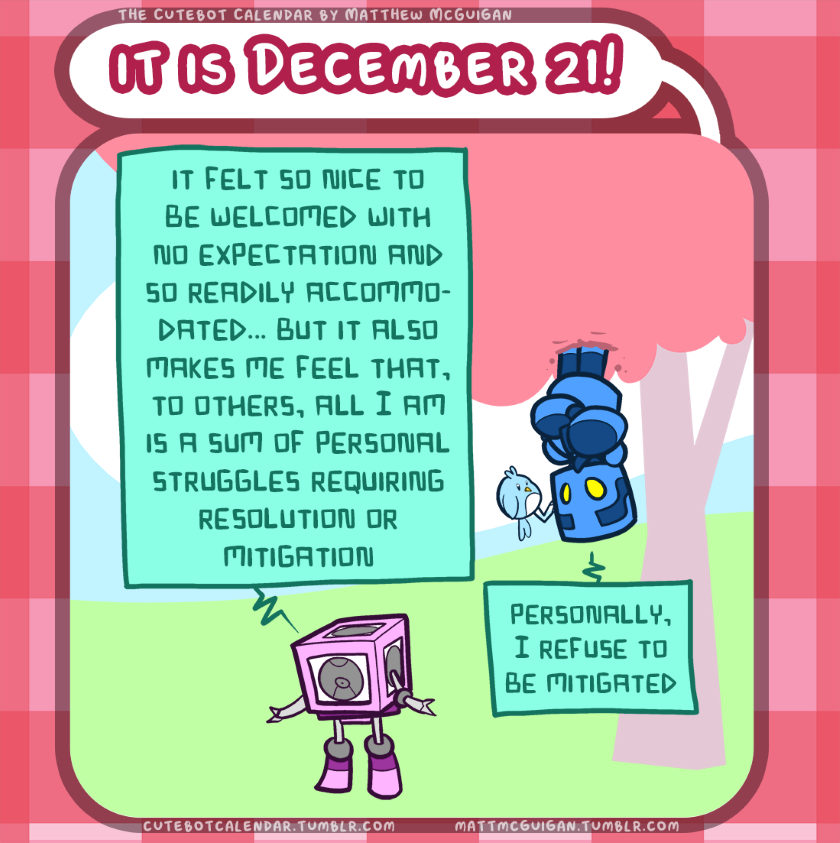 THE CUTEBOT CALENDAR BY MATTHEW MCGUIGAN
IT IS DECEMBER 21!
IT FELT SO NICE TO
BE WELCOMED WITH
NO EXPECTATION AND
SO READILY ACCOMMO-
DATED... BUT IT ALSO
MAKES ME FEEL THAT,
TO OTHERS, ALL I AM
IS A SUM OF PERSONAL
STRUGGLES REQUIRING
RESOLUTION OR
MITIGATION
PERSONALLY,
I REFUSE TO
BE MITIGATED
CUTEBOTCALENDAR.TUMBLR.COM
MATTMCGUIGAN.TUMBLR.COM